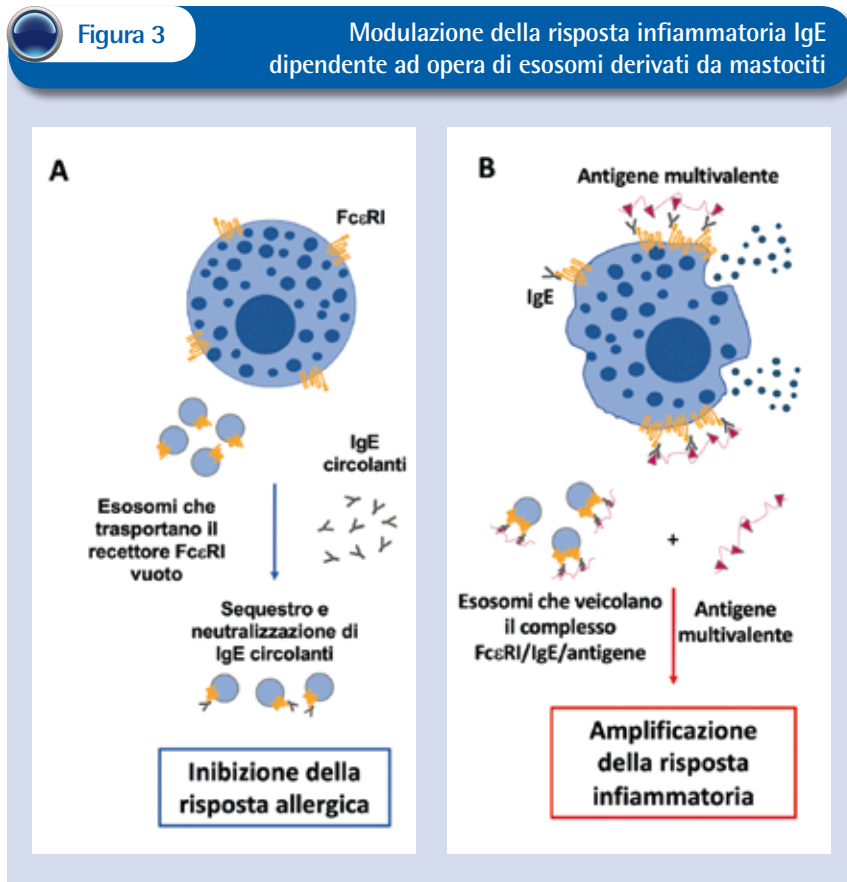 Figura 3
Modulazione della risposta infiammatoria IgE
dipendente ad opera di esosomi derivati da mastociti
A
FcεRI
IgE
circolanti
Esosomi che
trasportano il
recettore FcεRI
vuoto
Sequestro e
neutralizzazione di
IgE circolanti
Inibizione della
risposta allergica
B
Antigene multivalente
IgE
+
Esosomi che veicolano
il complesso
FcεRI/IgE/antigene
Antigene
multivalente
Amplificazione
della risposta
infiammatoria